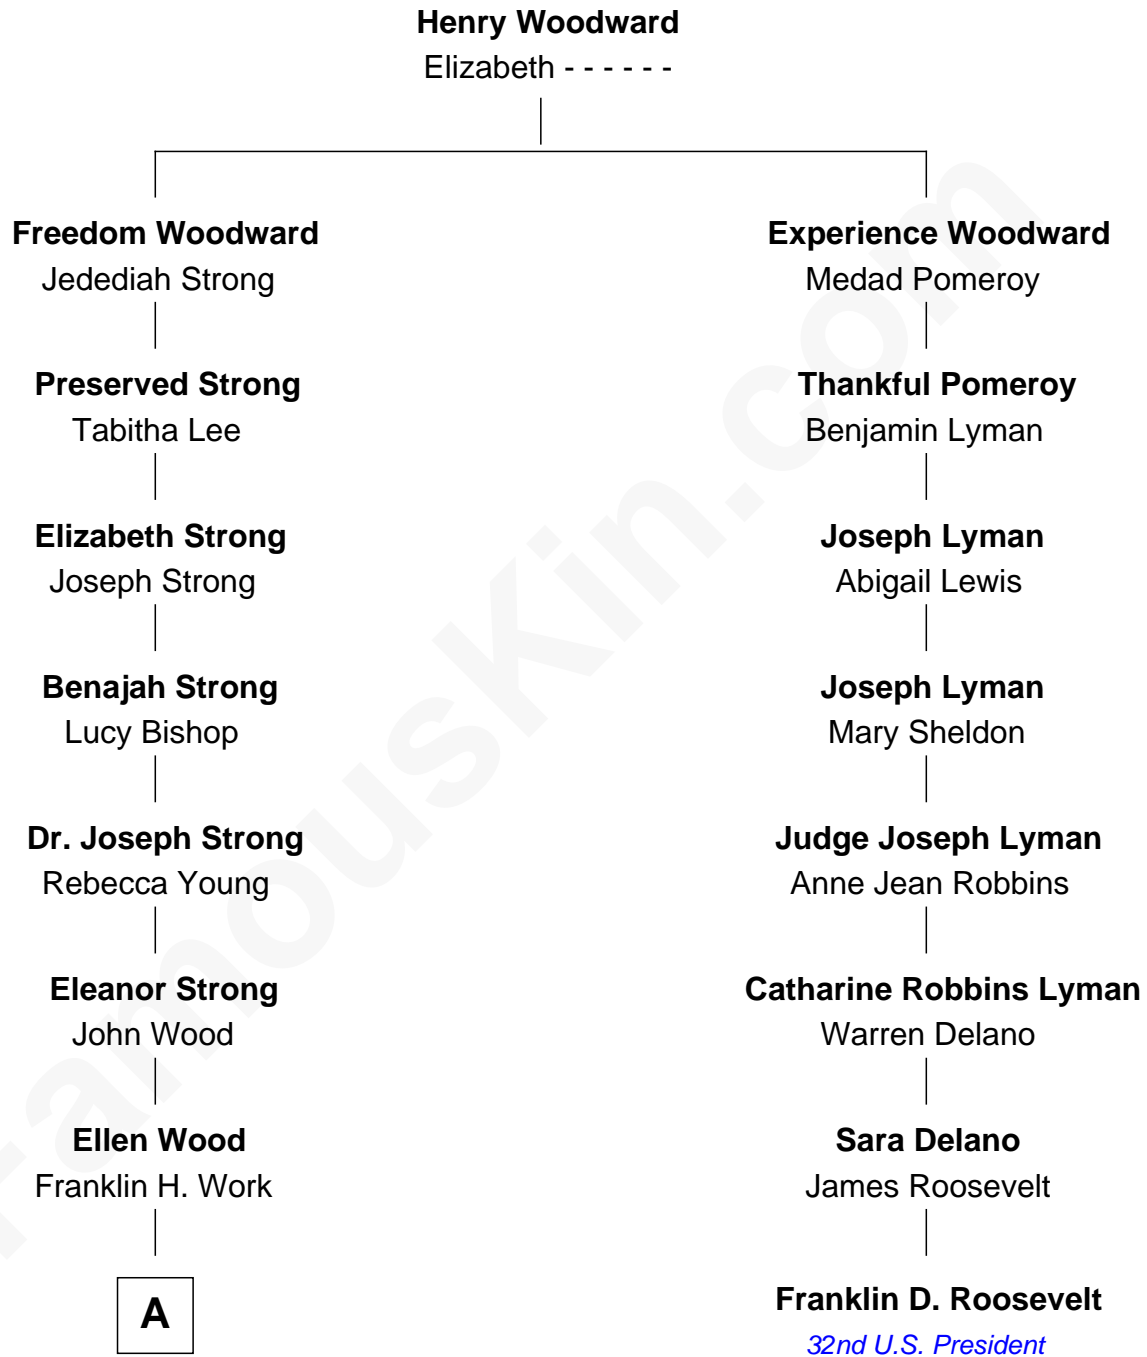 Henry Woodward
Elizabeth - - - - - -
Freedom Woodward
Jedediah Strong
Experience Woodward
Medad Pomeroy
Preserved Strong
Tabitha Lee
Thankful Pomeroy
Benjamin Lyman
Elizabeth Strong
Joseph Strong
Joseph Lyman
Abigail Lewis
Benajah Strong
Lucy Bishop
Joseph Lyman
Mary Sheldon
Dr. Joseph Strong
Rebecca Young
Judge Joseph Lyman
Anne Jean Robbins
Eleanor Strong
John Wood
Catharine Robbins Lyman
Warren Delano
Ellen Wood
Franklin H. Work
Sara Delano
James Roosevelt
A
Franklin D. Roosevelt
32nd U.S. President
FamousKin.com